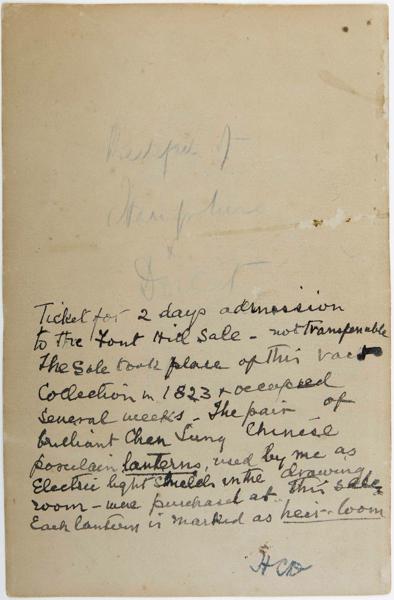 of
Hampshire
&
Dorset
Ticket for 2 days admission
to the Font Hill Sale - not transferable
The Sale took place of this vast
Collection in 1823 & occupied
several weeks - The pair of
brilliant Chen Lung Chinese
porcelain lanterns, used by me as
Electric light shields in the drawing
room - were purchased at this sale
Each lantern is marked as heir-loom